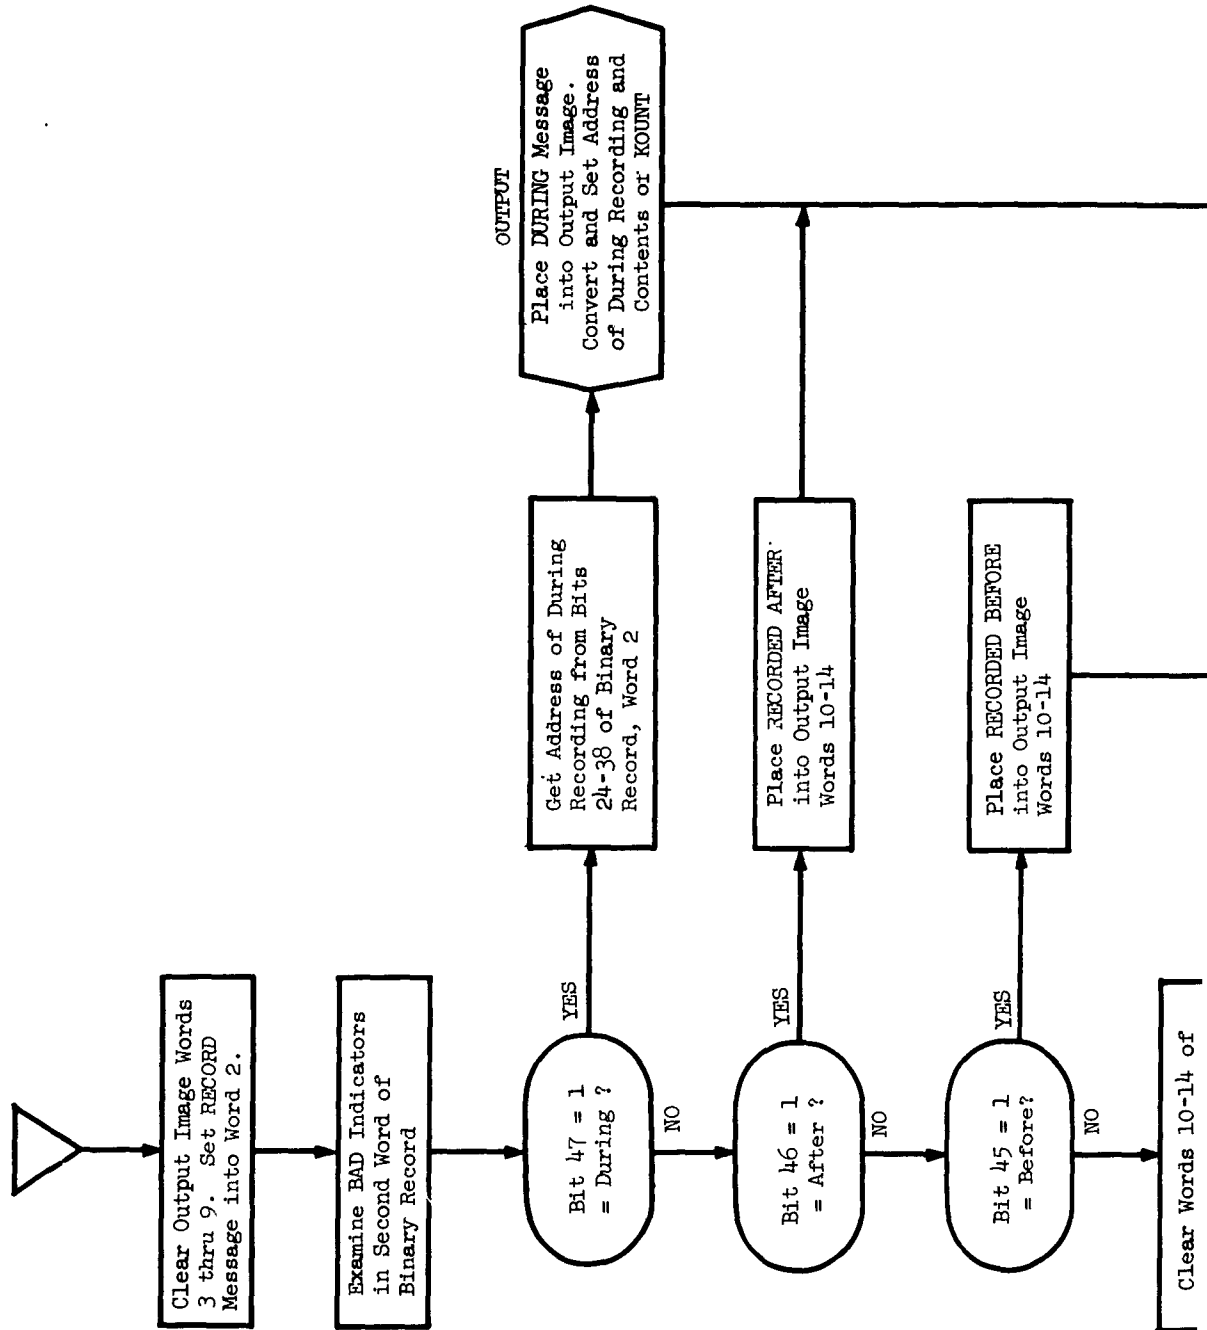 Clear Output Image Words
3 thru 9. Set RECORD
Message into Word 2.
Examine BAD Indicators
in Second Word of
Binary Record
Bit 47 = 1
= During ?
YES
NO
Get Address of During
Recording from Bits
24-38 of Binary
Record, Word 2
OUTPUT
Place DURING Message
into Output Image.
Convert and Set Address
of During Recording and
Contents or KOUNT
Bit 46 = 1
= After ?
YES
NO
Place RECORDED AFTER
into Output Image
Words 10-14
Bit 45 = 1
= Before?
YES
NO
Place RECORDED BEFORE
into Output Image
Words 10-14
Clear Words 10-14 of